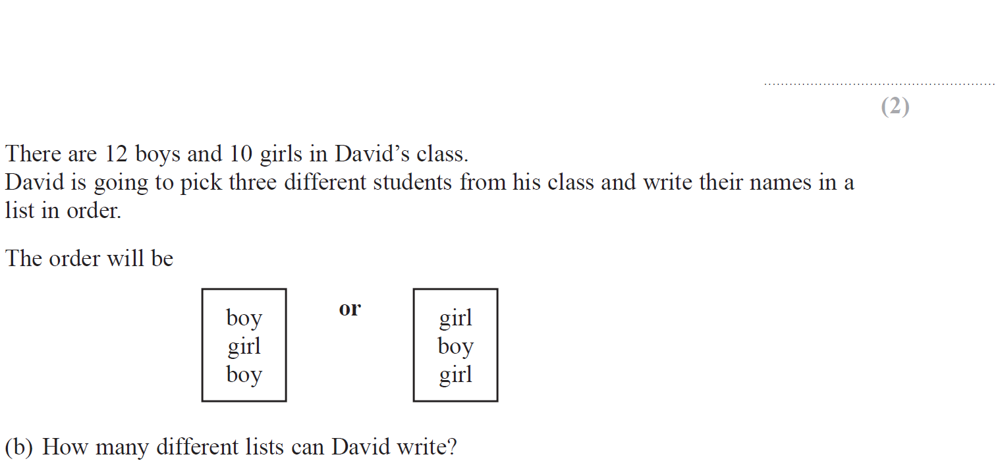 (2)
There are 12 boys and 10 girls in David’s class.
David is going to pick three different students from his class and write their names in a
list in order.
The order will be
boy
girl
boy
or
girl
boy
girl
(b) How many different lists can David write?